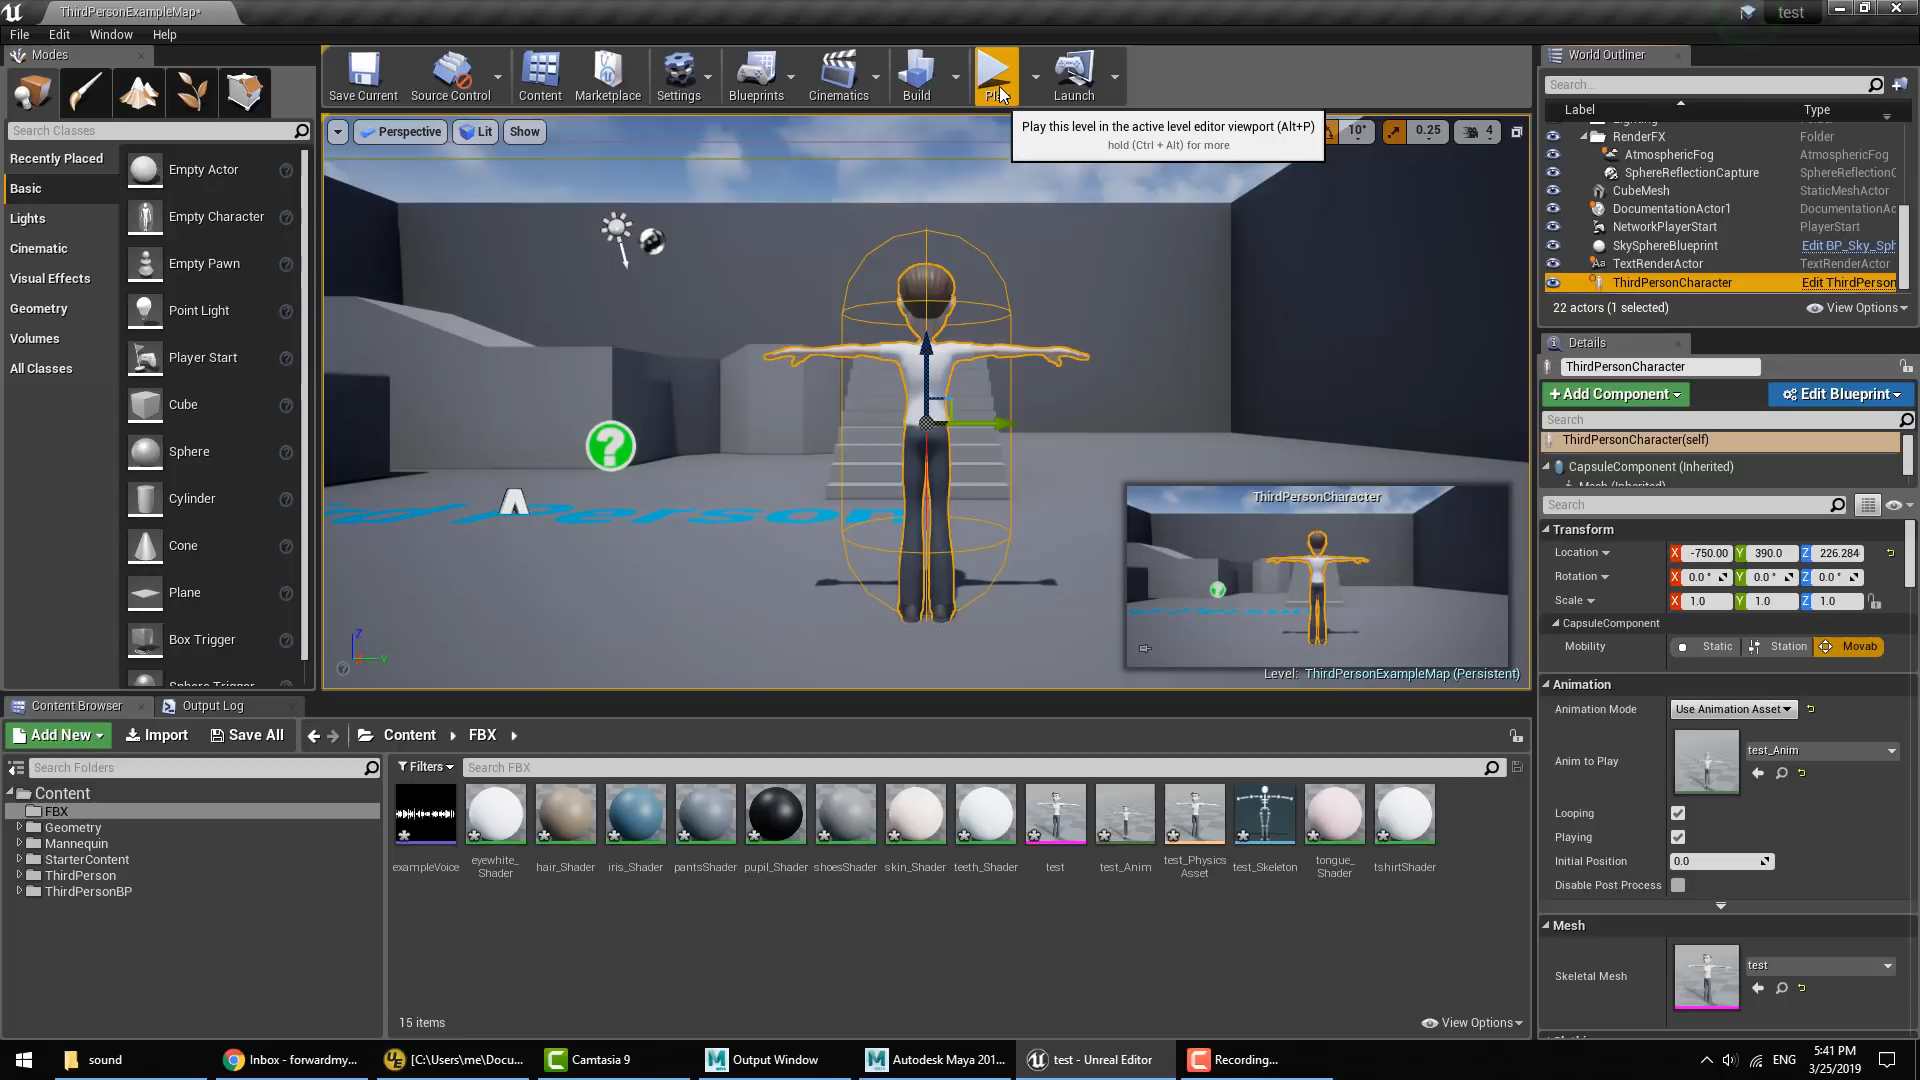 ThirdPersonExampleMap*
test
File Edit Window Help
Modes
Search Classes
Recently Placed
Basic
Lights
Cinematic
Visual Effects
Geometry
Volumes
All Classes
Empty Actor
Empty Character
Empty Pawn
Point Light
Player Start
Cube
Sphere
Cylinder
Cone
Plane
Box Trigger
Sphere Trigger
Save Current
Source Control
Content
Marketplace
Settings
Blueprints
Cinematics
Build
Launch
Play this level in the active level editor viewport (Alt+P)
hold (Ctrl + Alt) for more
Perspective Lit Show
10° 0.25 4
Person
ThirdPersonCharacter
Level: ThirdPersonExampleMap (Persistent)
World Outliner
Search...
Label Type
RenderFX Folder
AtmosphericFog AtmosphericFog
SphereReflectionCapture SphereReflectionC
CubeMesh StaticMeshActor
DocumentationActor1 DocumentationAc
NetworkPlayerStart PlayerStart
SkySphereBlueprint Edit BP_Sky_Sph
TextRenderActor TextRenderActor
ThirdPersonCharacter Edit ThirdPerson
22 actors (1 selected) View Options
Details
ThirdPersonCharacter
+Add Component Edit Blueprint
Search
ThirdPersonCharacter(self)
CapsuleComponent (Inherited)
Mesh (Inherited)
Search
Transform
Location X -750.00 Y 390.0 Z 226.284
Rotation X 0.0° Y 0.0° Z 0.0°
Scale X 1.0 Y 1.0 Z 1.0
CapsuleComponent
Mobility Static Station Movab
Animation
Animation Mode Use Animation Asset
Anim to Play test_Anim
Looping
Playing
Initial Position 0.0
Disable Post Process
Mesh
Skeletal Mesh test
Content Browser Output Log
Add New Import Save All Content FBX
Search Folders
Filters Search FBX
Content
FBX
Geometry
Mannequin
StarterContent
ThirdPerson
ThirdPersonBP
exampleVoice
eyewhite_
Shader
hair_Shader
iris_Shader
pantsShader
pupil_Shader
shoesShader
skin_Shader
teeth_Shader
test
test_Anim
test_Physics
Asset
test_Skeleton
tongue_
Shader
tshirtShader
15 items View Options
sound
Inbox - forwardmy...
[C:\Users\me\Docu...
Camtasia 9
Output Window
Autodesk Maya 201...
test - Unreal Editor
Recording...
ENG
5:41 PM
3/25/2019